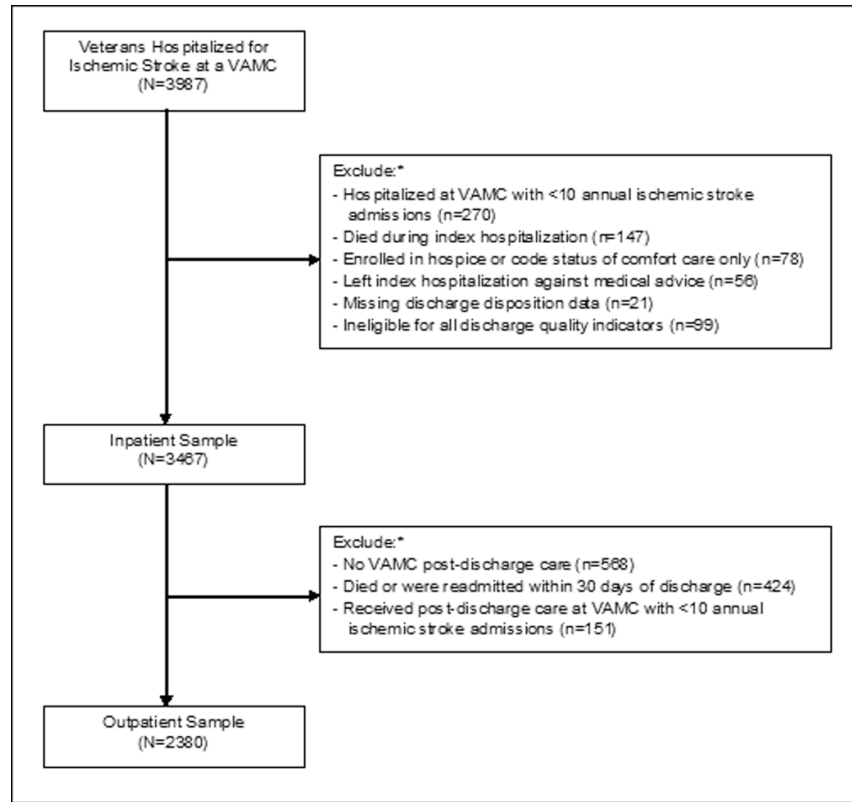 Veterans Hospitalized for
Ischemic Stroke at a VAMC
(N=3987)
Exclude:*
- Hospitalized at VAMC with <10 annual ischemic stroke
admissions (n=270)
- Died during index hospitalization (n=147)
- Enrolled in hospice or code status of comfort care only (n=78)
- Left index hospitalization against medical advice (n=56)
- Missing discharge disposition data (n=21)
- Ineligible for all discharge quality indicators (n=99)
Inpatient Sample
(N=3467)
Exclude:*
- No VAMC post-discharge care (n=568)
- Died or were readmitted within 30 days of discharge (n=424)
- Received post-discharge care at VAMC with <10 annual
ischemic stroke admissions (n=151)
Outpatient Sample
(N=2380)